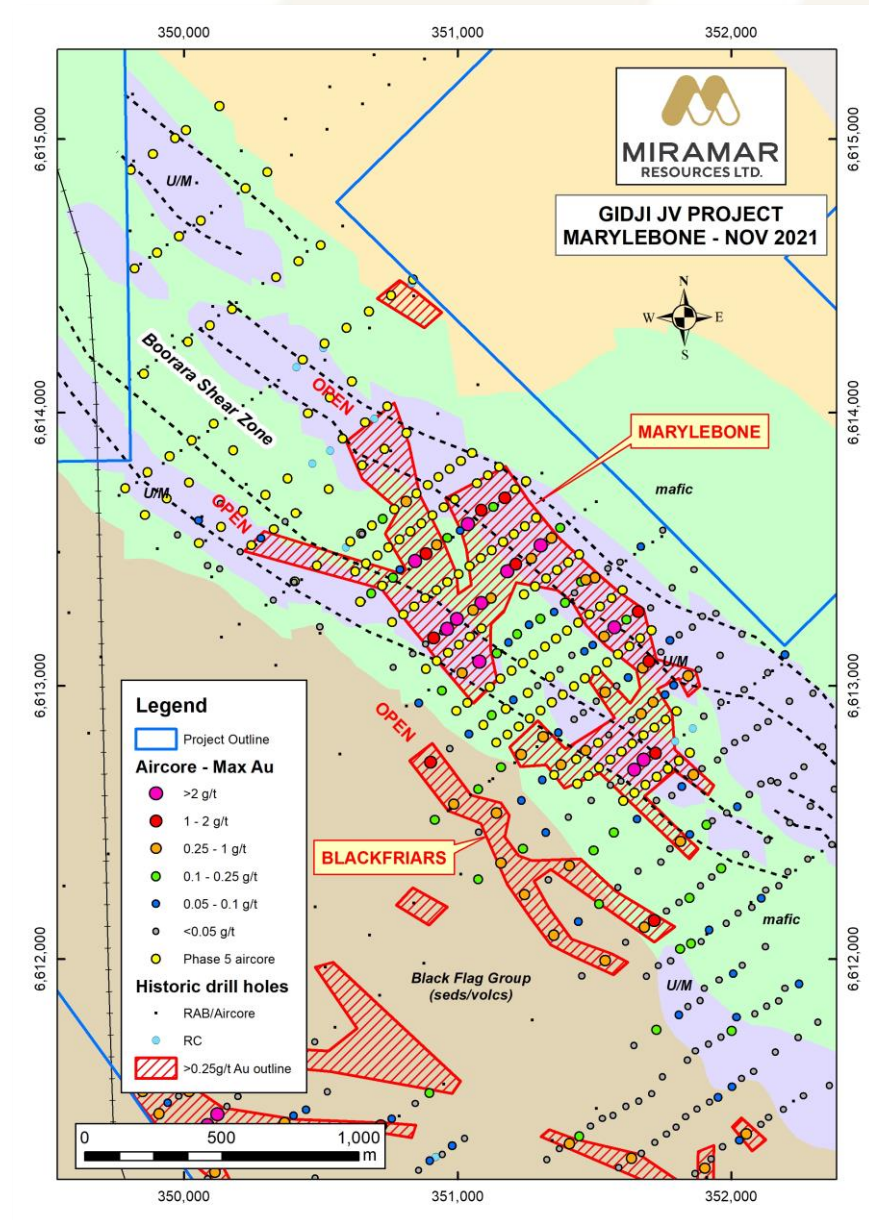 350,000
351,000
352,000
6,615,000
6,614,000
6,613,000
6,612,000
6,615,000
6,614,000
6,613,000
6,612,000
MIRAMAR
RESOURCES LTD.
GIDJI JV PROJECT
MARYLEBONE - NOV 2021
N
W
E
S
U/M
Boorara Shear Zone
OPEN
MARYLEBONE
mafic
U/M
OPEN
U/M
OPEN
BLACKFRIARS
mafic
Black Flag Group
(seds/volcs)
U/M
Legend
Project Outline
Aircore - Max Au
>2 g/t
1 - 2 g/t
0.25 - 1 g/t
0.1 - 0.25 g/t
0.05 - 0.1 g/t
<0.05 g/t
Phase 5 aircore
Historic drill holes
RAB/Aircore
RC
>0.25g/t Au outline
0
500
1,000
m
350,000
351,000
352,000